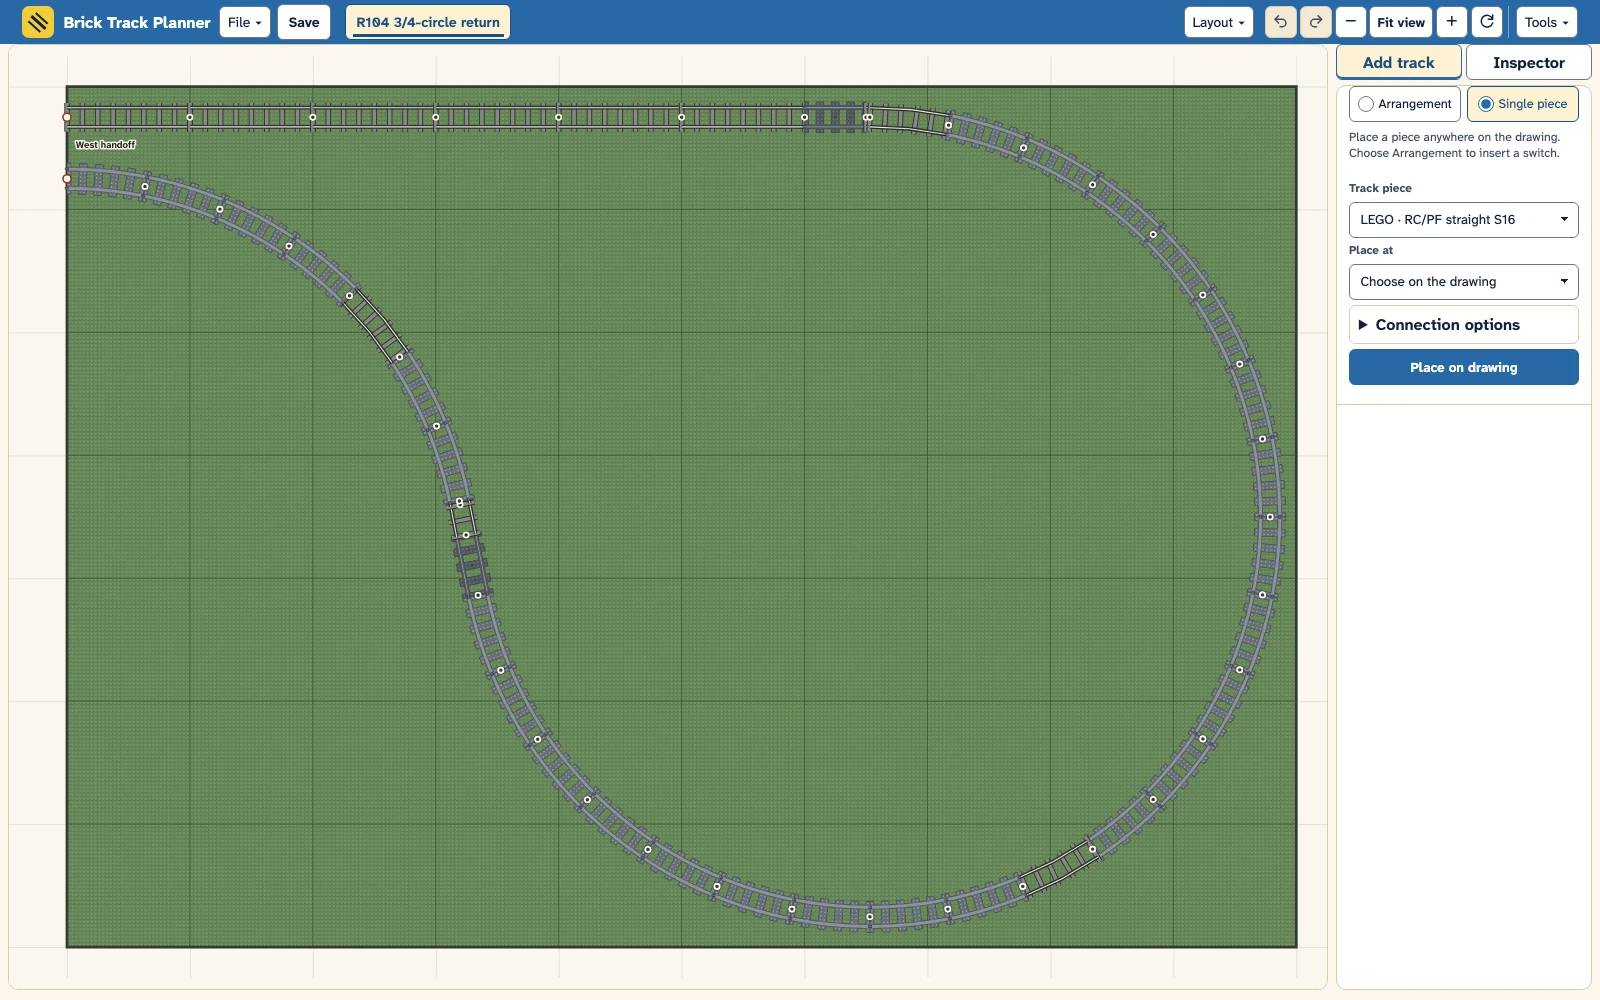 Brick Track Planner
File
Save
R104 3/4-circle return
Layout
Fit view
Tools
Add track
Inspector
Arrangement
Single piece
Place a piece anywhere on the drawing.
Choose Arrangement to insert a switch.
Track piece
LEGO · RC/PF straight S16
Place at
Choose on the drawing
Connection options
Place on drawing
West handoff